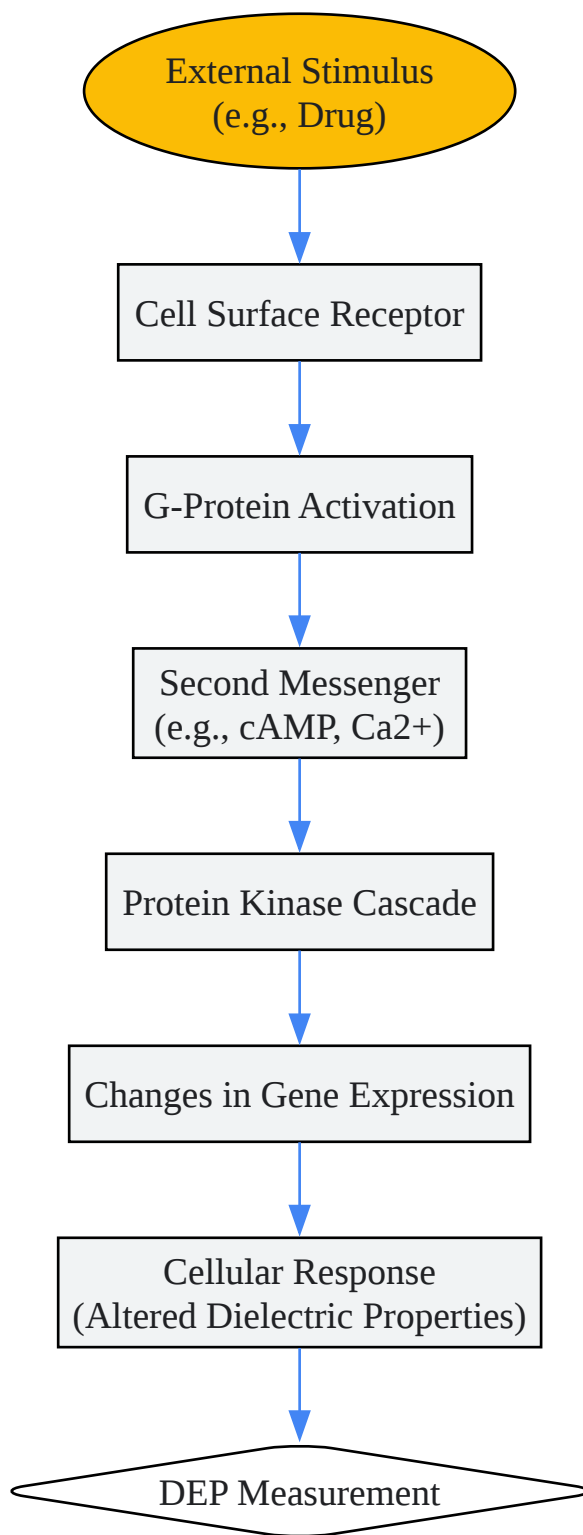 External Stimulus
(e.g., Drug)
Cell Surface Receptor
G-Protein Activation
Second Messenger
(e.g., cAMP, Ca2+)
Protein Kinase Cascade
Changes in Gene Expression
Cellular Response
(Altered Dielectric Properties)
DEP Measurement